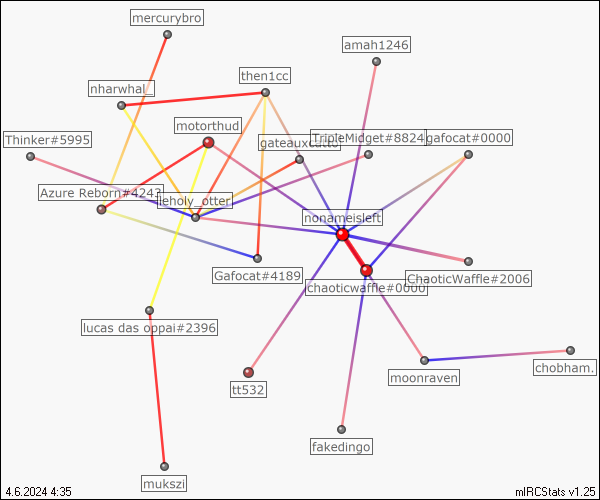 mercurybro
amah1246
then1cc
nharwhal_
motorthud
Thinker#5995
TripleMidget#8824
gafocat#0000
Azure Reborn#4243
leholy_otter
nonameisleft
Gafocat#4189
ChaoticWaffle#2006
chaoticwaffle#0000
lucas das oppai#2396
moonraven
chobham.
tt532
fakedingo
mukszi
4.6.2024 4:35
mIRCStats v1.25